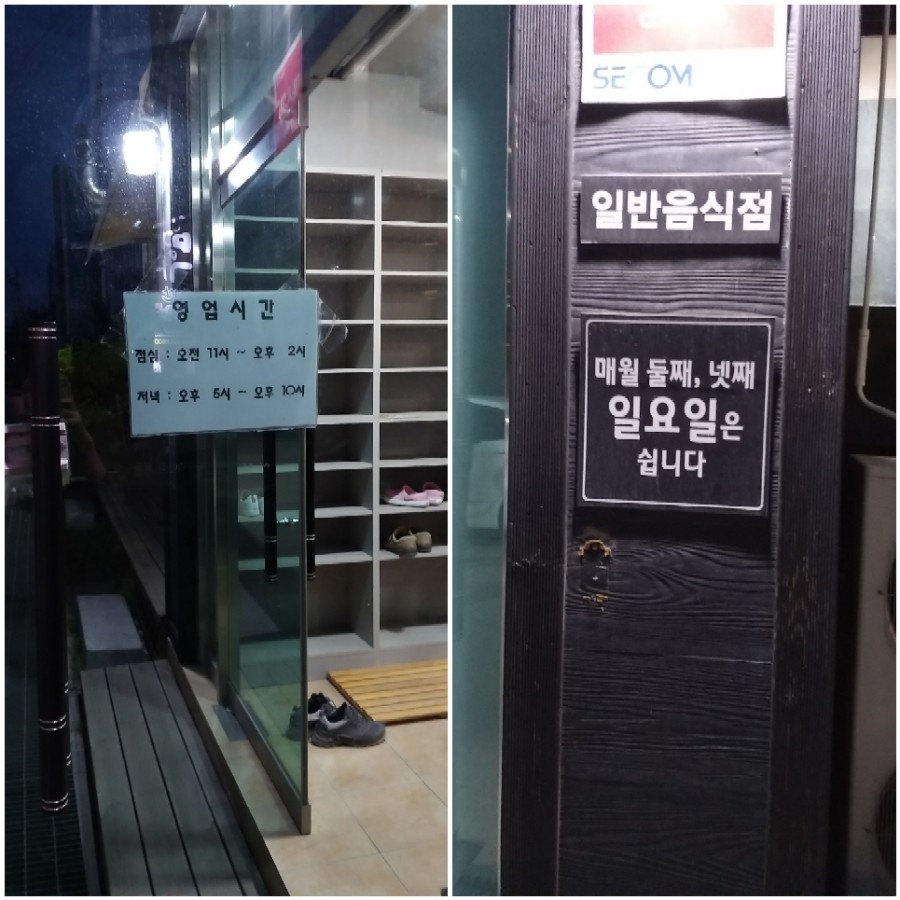 영업시간
점심 : 오전 11시 ~ 오후 2시
저녁 : 오후 5시 ~ 오후 10시
SECOM
일반음식점
매월 둘째, 넷째
일요일은
쉽니다